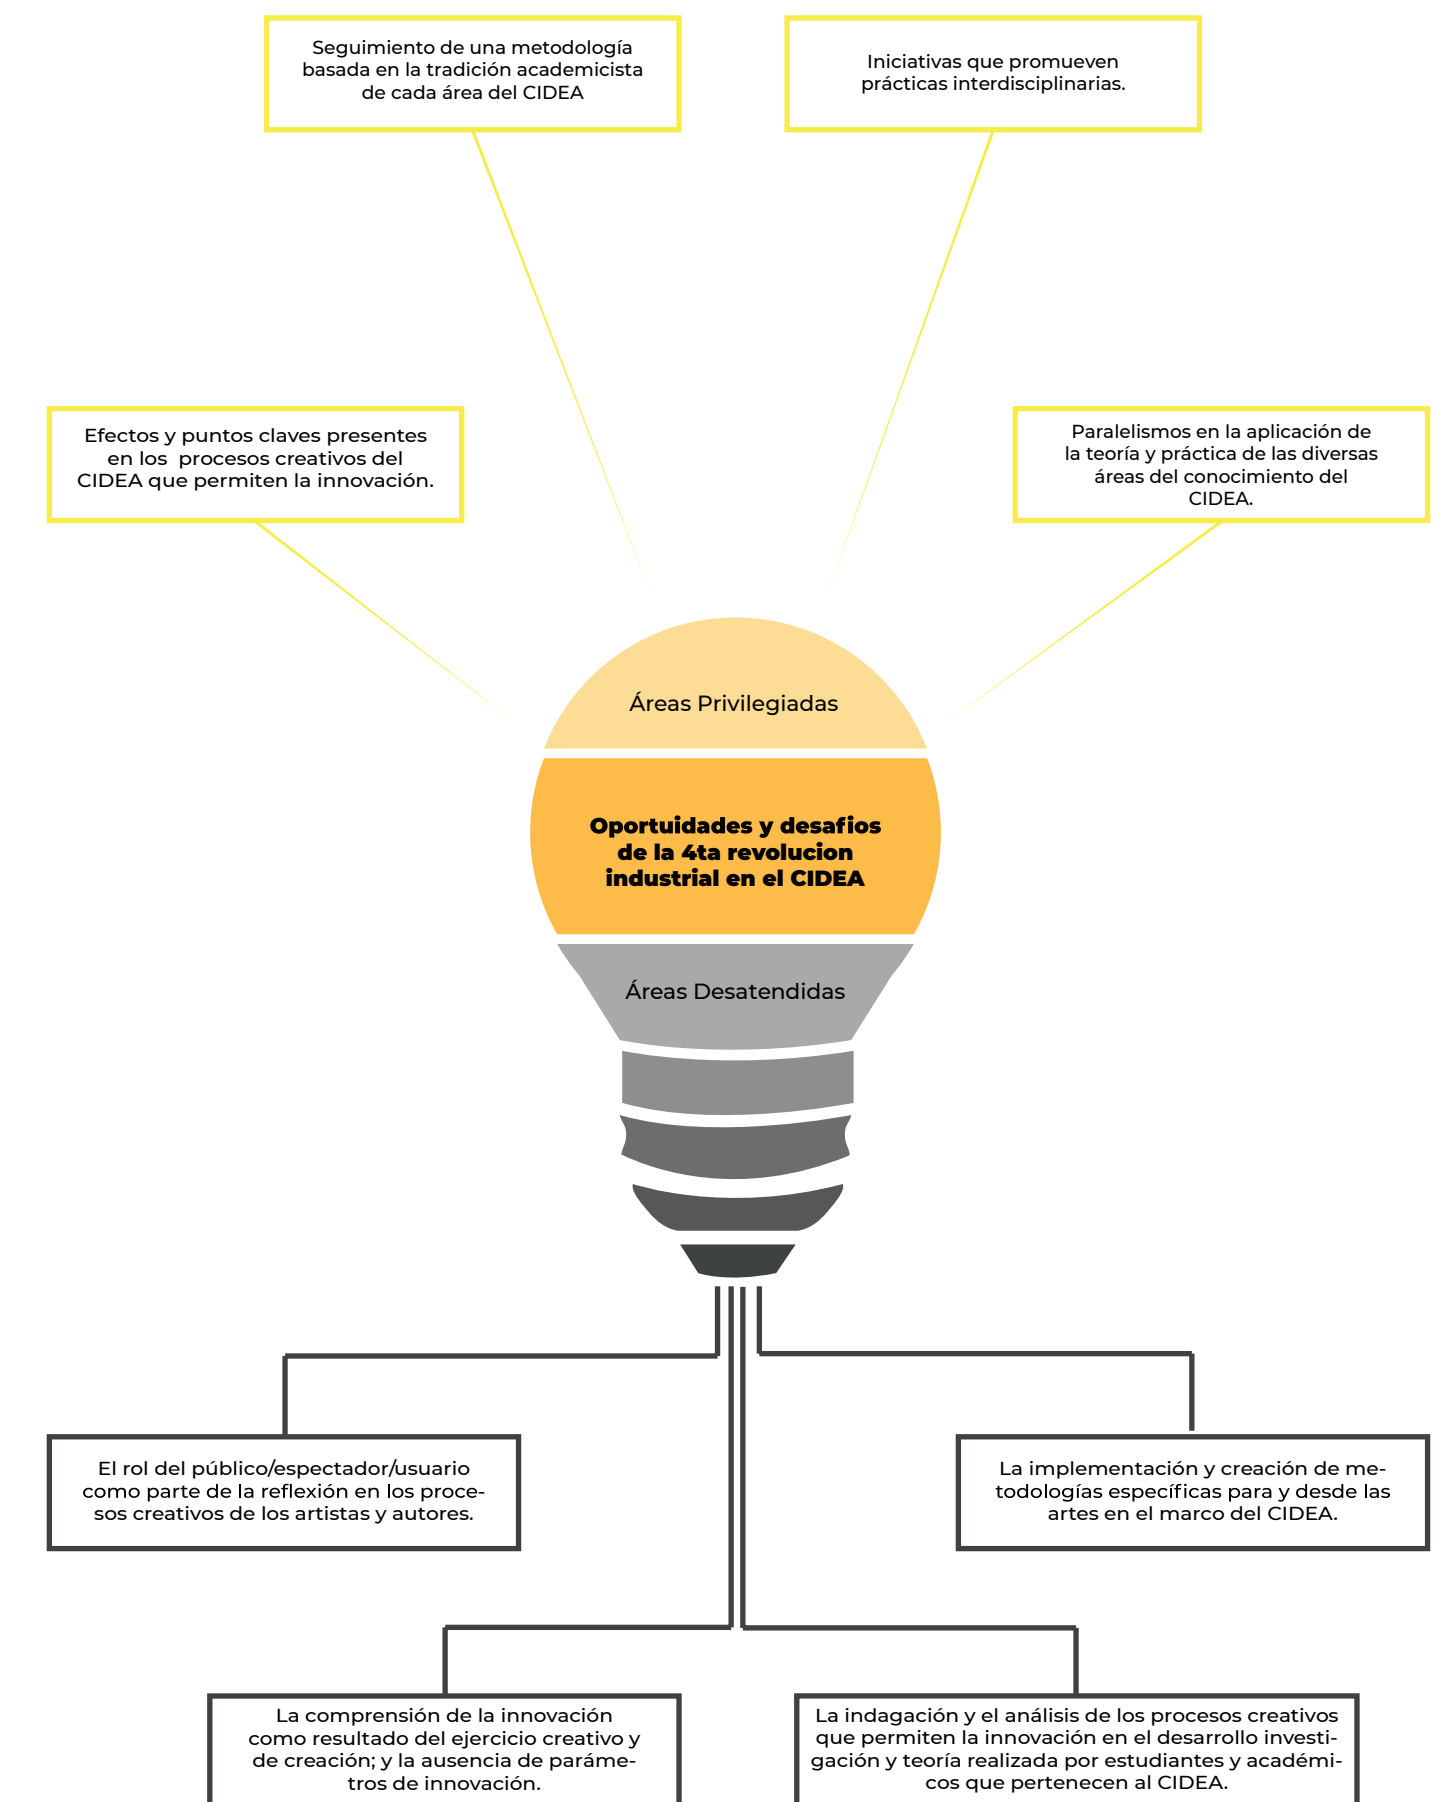 Seguimiento de una metodología
basada en la tradición academicista
de cada área del CIDEA
Iniciativas que promueven
prácticas interdisciplinarias.
Efectos y puntos claves presentes
en los procesos creativos del
CIDEA que permiten la innovación.
Paralelismos en la aplicación de
la teoría y práctica de las diversas
áreas del conocimiento del
CIDEA.
Áreas Privilegiadas
Oportuidades y desafios
de la 4ta revolucion
industrial en el CIDEA
Áreas Desatendidas
El rol del público/espectador/usuario
como parte de la reflexión en los proce-
sos creativos de los artistas y autores.
La implementación y creación de me-
todologías específicas para y desde las
artes en el marco del CIDEA.
La comprensión de la innovación
como resultado del ejercicio creativo y
de creación; y la ausencia de paráme-
tros de innovación.
La indagación y el análisis de los procesos creativos
que permiten la innovación en el desarrollo investi-
gación y teoría realizada por estudiantes y académi-
cos que pertenecen al CIDEA.